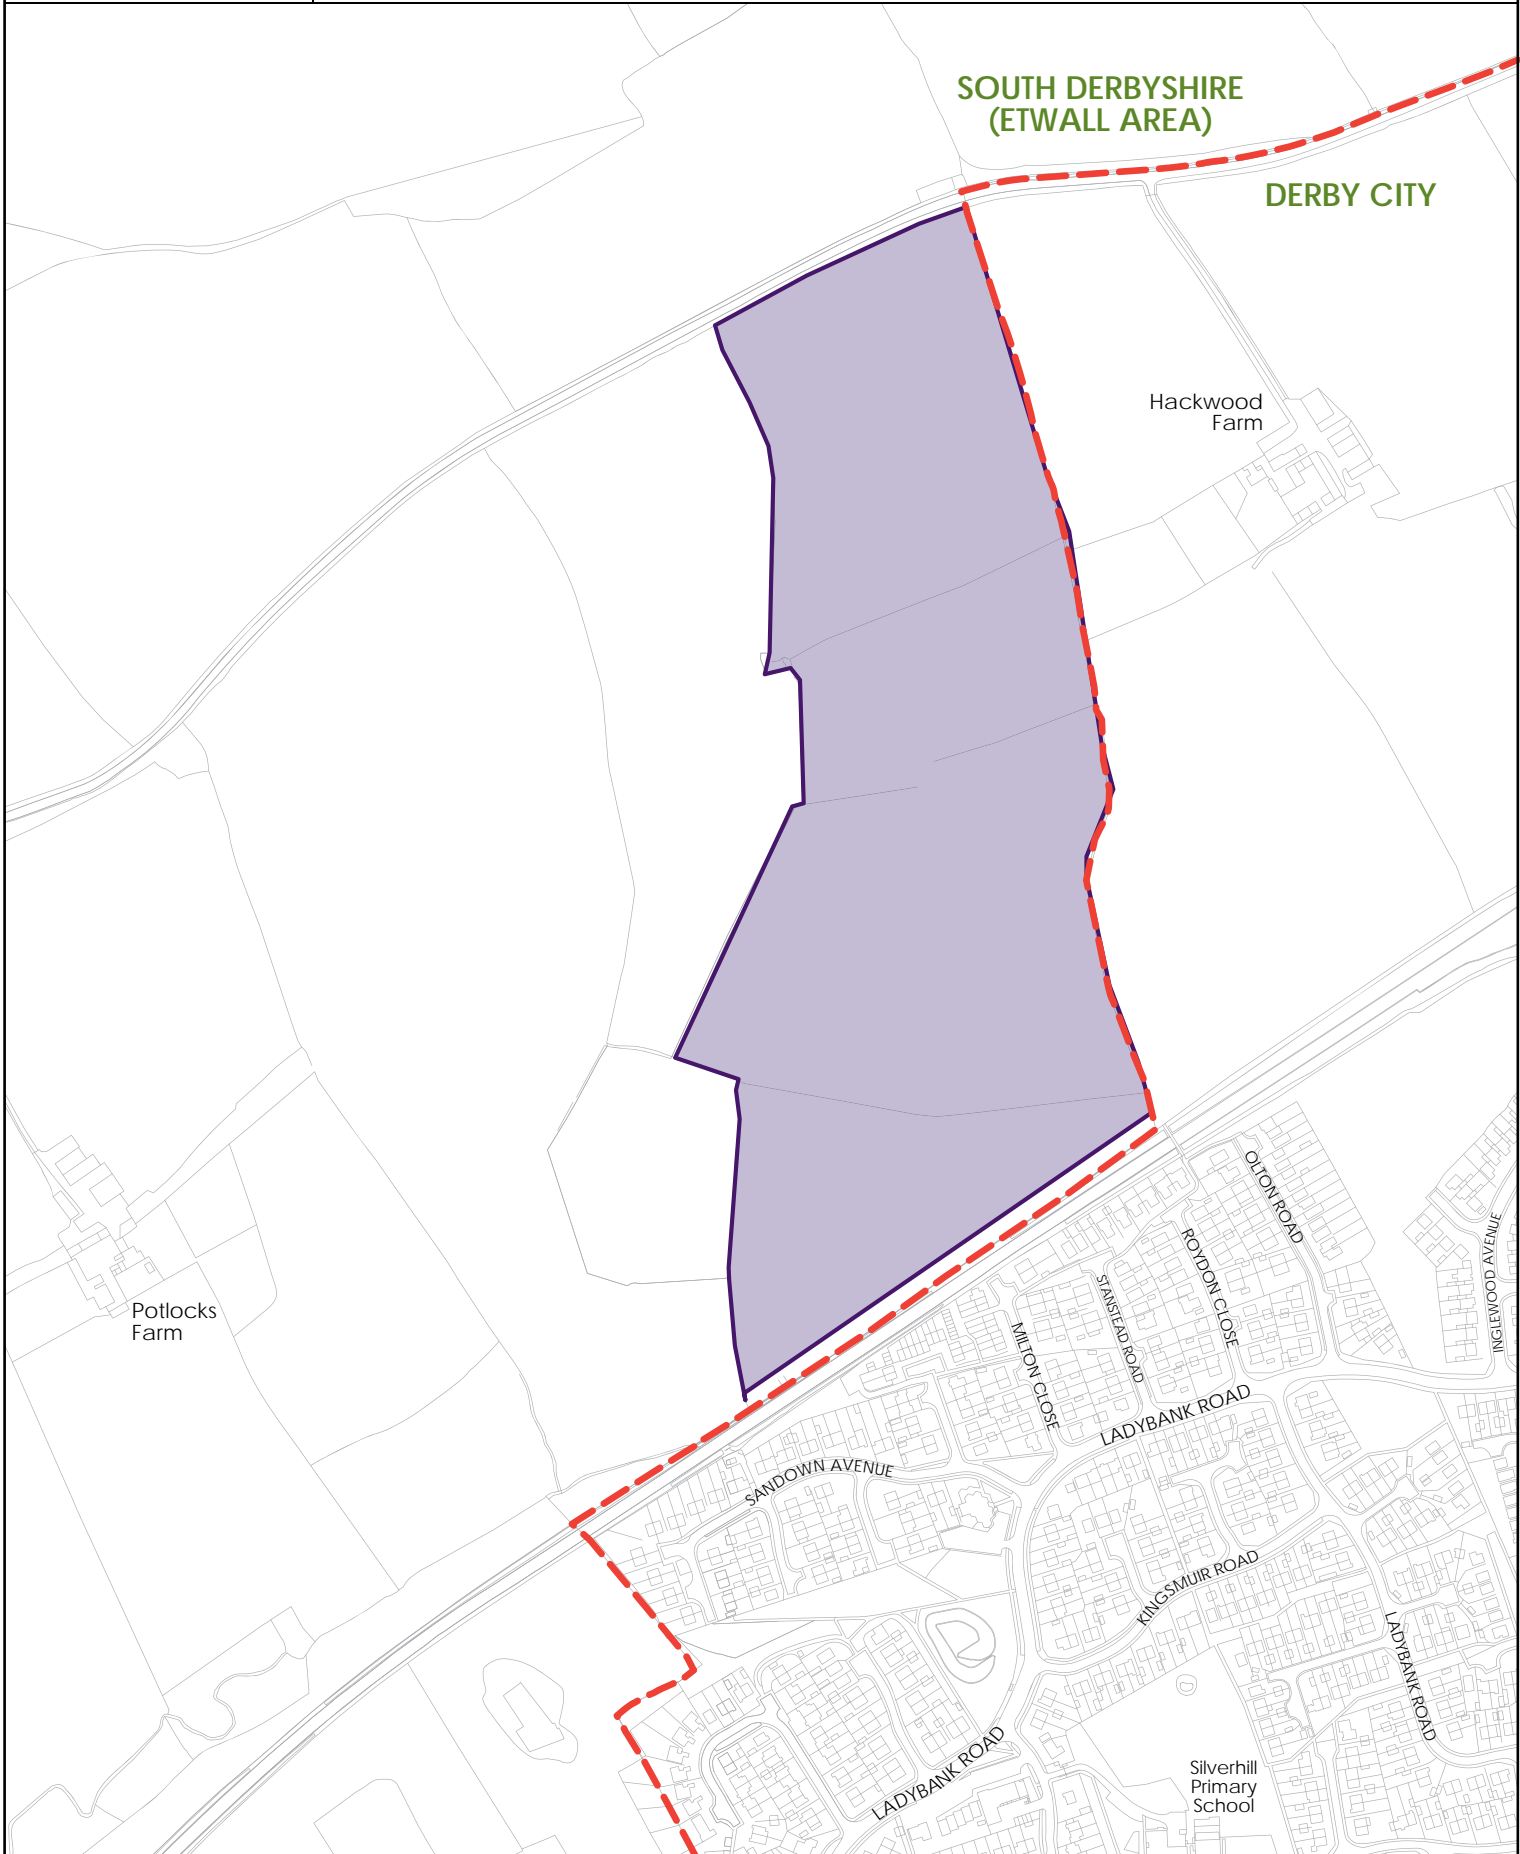 SOUTH DERBYSHIRE
(ETWALL AREA)
DERBY CITY
Hackwood
Farm
OLTON ROAD
ROYDON CLOSE
INGLEWOOD AVENUE
STANSTEAD ROAD
Potlocks
Farm
MILTON CLOSE
LADYBANK ROAD
SANDOWN AVENUE
KINGSMUIR ROAD
LADYBANK ROAD
LADYBANK ROAD
Silverhill
Primary
School